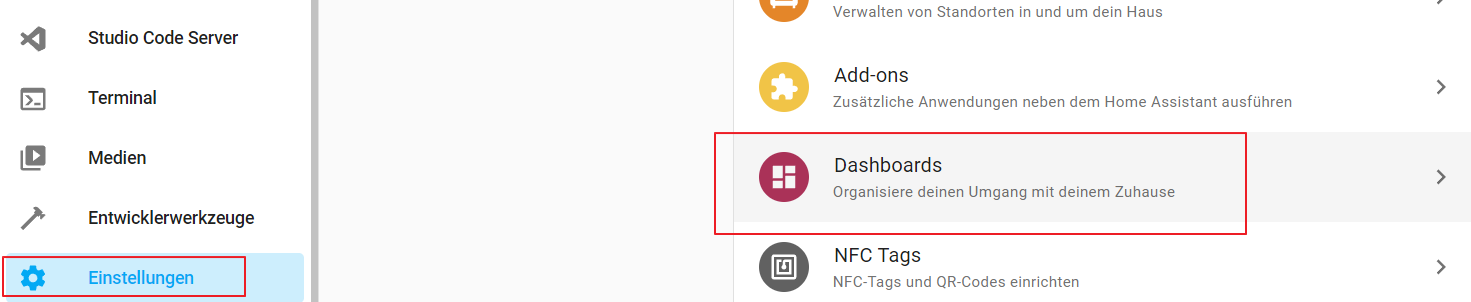 Studio Code Server
Terminal
Medien
Entwicklerwerkzeuge
Einstellungen
Verwalten von Standorten in und um dein Haus
Add-ons
Zusätzliche Anwendungen neben dem Home Assistant ausführen
Dashboards
Organisiere deinen Umgang mit deinem Zuhause
NFC Tags
NFC-Tags und QR-Codes einrichten